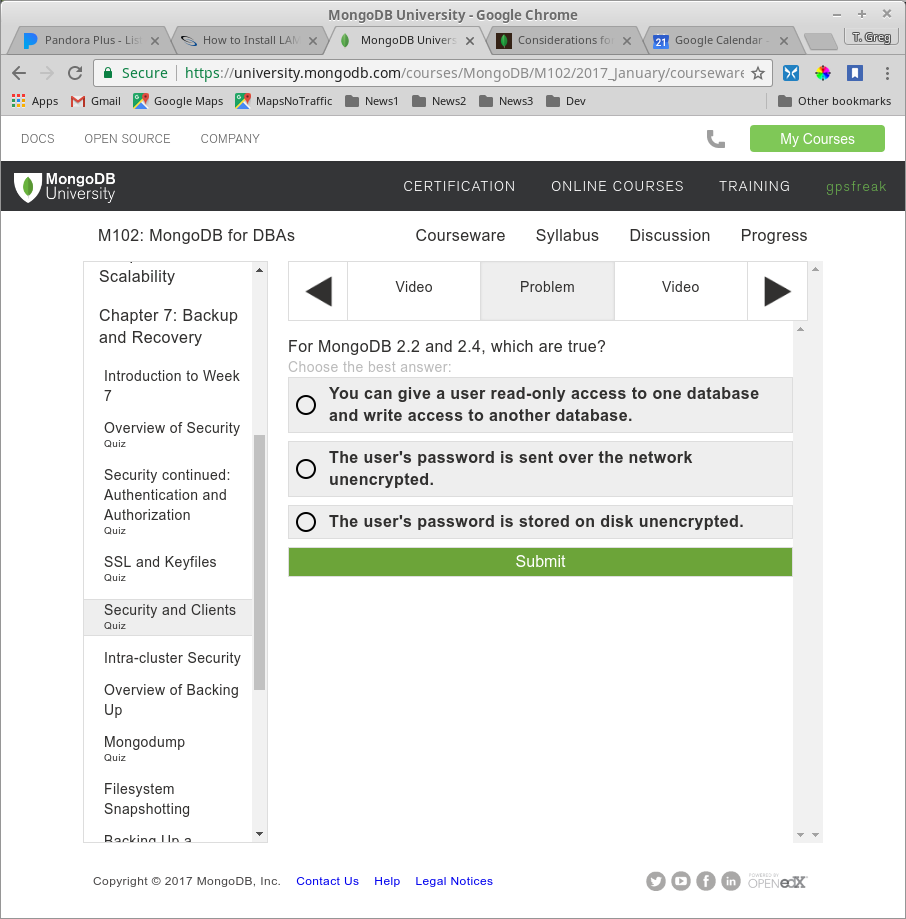 MongoDB University - Google Chrome
Pandora Plus - List
How to Install LAM
MongoDB Univers
Considerations fo
Google Calendar -
T. Greg
Secure
https://university.mongodb.com/courses/MongoDB/M102/2017_January/courseware
Apps
Gmail
Google Maps
MapsNoTraffic
News1
News2
News3
Dev
Other bookmarks
DOCS
OPEN SOURCE
COMPANY
My Courses
MongoDB
University
CERTIFICATION
ONLINE COURSES
TRAINING
gpsfreak
M102: MongoDB for DBAs
Courseware
Syllabus
Discussion
Progress
Scalability
Chapter 7: Backup
and Recovery
Introduction to Week
7
Overview of Security
Quiz
Security continued:
Authentication and
Authorization
Quiz
SSL and Keyfiles
Quiz
Security and Clients
Quiz
Intra-cluster Security
Overview of Backing
Up
Mongodump
Quiz
Filesystem
Snapshotting
Backing Up a
Video
Problem
Video
For MongoDB 2.2 and 2.4, which are true?
Choose the best answer:
You can give a user read-only access to one database
and write access to another database.
The user's password is sent over the network
unencrypted.
The user's password is stored on disk unencrypted.
Submit
Copyright © 2017 MongoDB, Inc.
Contact Us
Help
Legal Notices
POWERED BY
OPEN edX